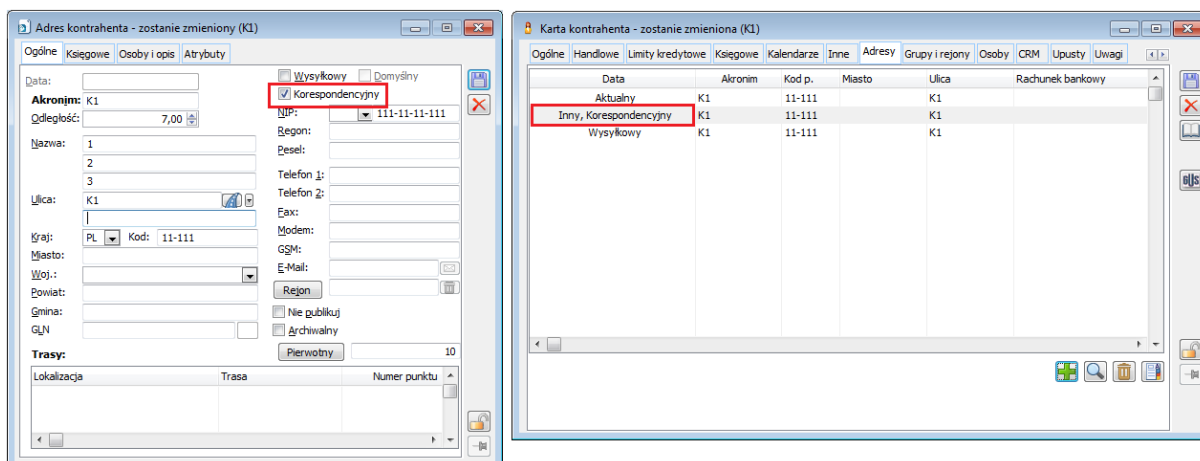 Adres kontrahenta - zostanie zmieniony (K1)
Ogólne Księgowe Osoby i opis Atrybuty
Data:
Akronim: K1
Odległość: 7,00
Nazwa: 1
2
3
Ulica: K1
Kraj: PL Kod: 11-111
Miasto:
Woj.:
Powiat:
Gmina:
GLN
Wysyłkowy Domyślny
Korespondencyjny
NIP: 111-11-11-111
Regon:
Pesel:
Telefon 1:
Telefon 2:
Fax:
Modem:
GSM:
E-Mail:
Rejon
Nie publikuj
Archiwalny
Pierwotny 10
Trasy:
Lokalizacja Trasa Numer punktu
Karta kontrahenta - zostanie zmieniona (K1)
Ogólne Handlowe Limity kredytowe Księgowe Kalendarze Inne Adresy Grupy i rejony Osoby CRM Upusty Uwagi
Data Akronim Kod p. Miasto Ulica Rachunek bankowy
Aktualny K1 11-111 K1
Inny, Korespondencyjny K1 11-111 K1
Wysyłkowy K1 11-111 K1
GUS